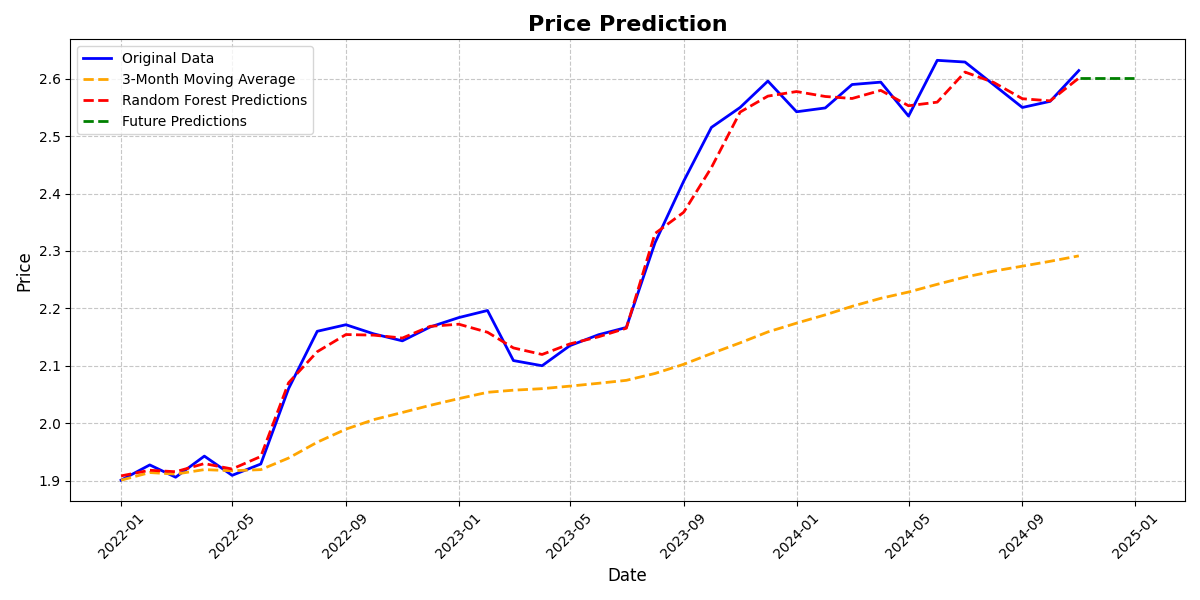 Price Prediction
Original Data
3-Month Moving Average
Random Forest Predictions
Future Predictions
Price
2.6
2.5
2.4
2.3
2.2
2.1
2.0
1.9
2022-01
2022-05
2022-09
2023-01
2023-05
2023-09
2024-01
2024-05
2024-09
2025-01
Date